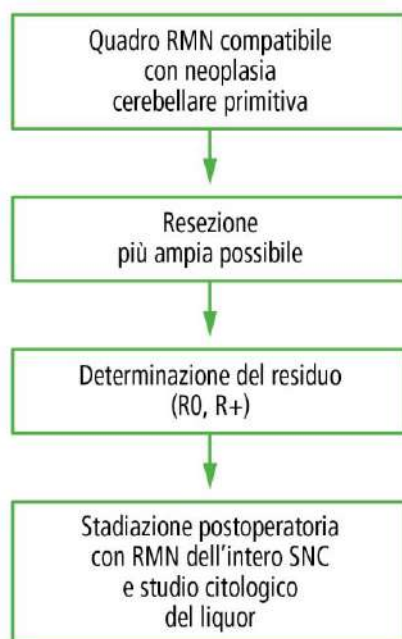 Quadro RMN compatibile
con neoplasia
cerebellare primitiva
Resezione
più ampia possibile
Determinazione del residuo
(R0, R+)
Stadiazione postoperatoria
con RMN dell’intero SNC
e studio citologico
del liquor